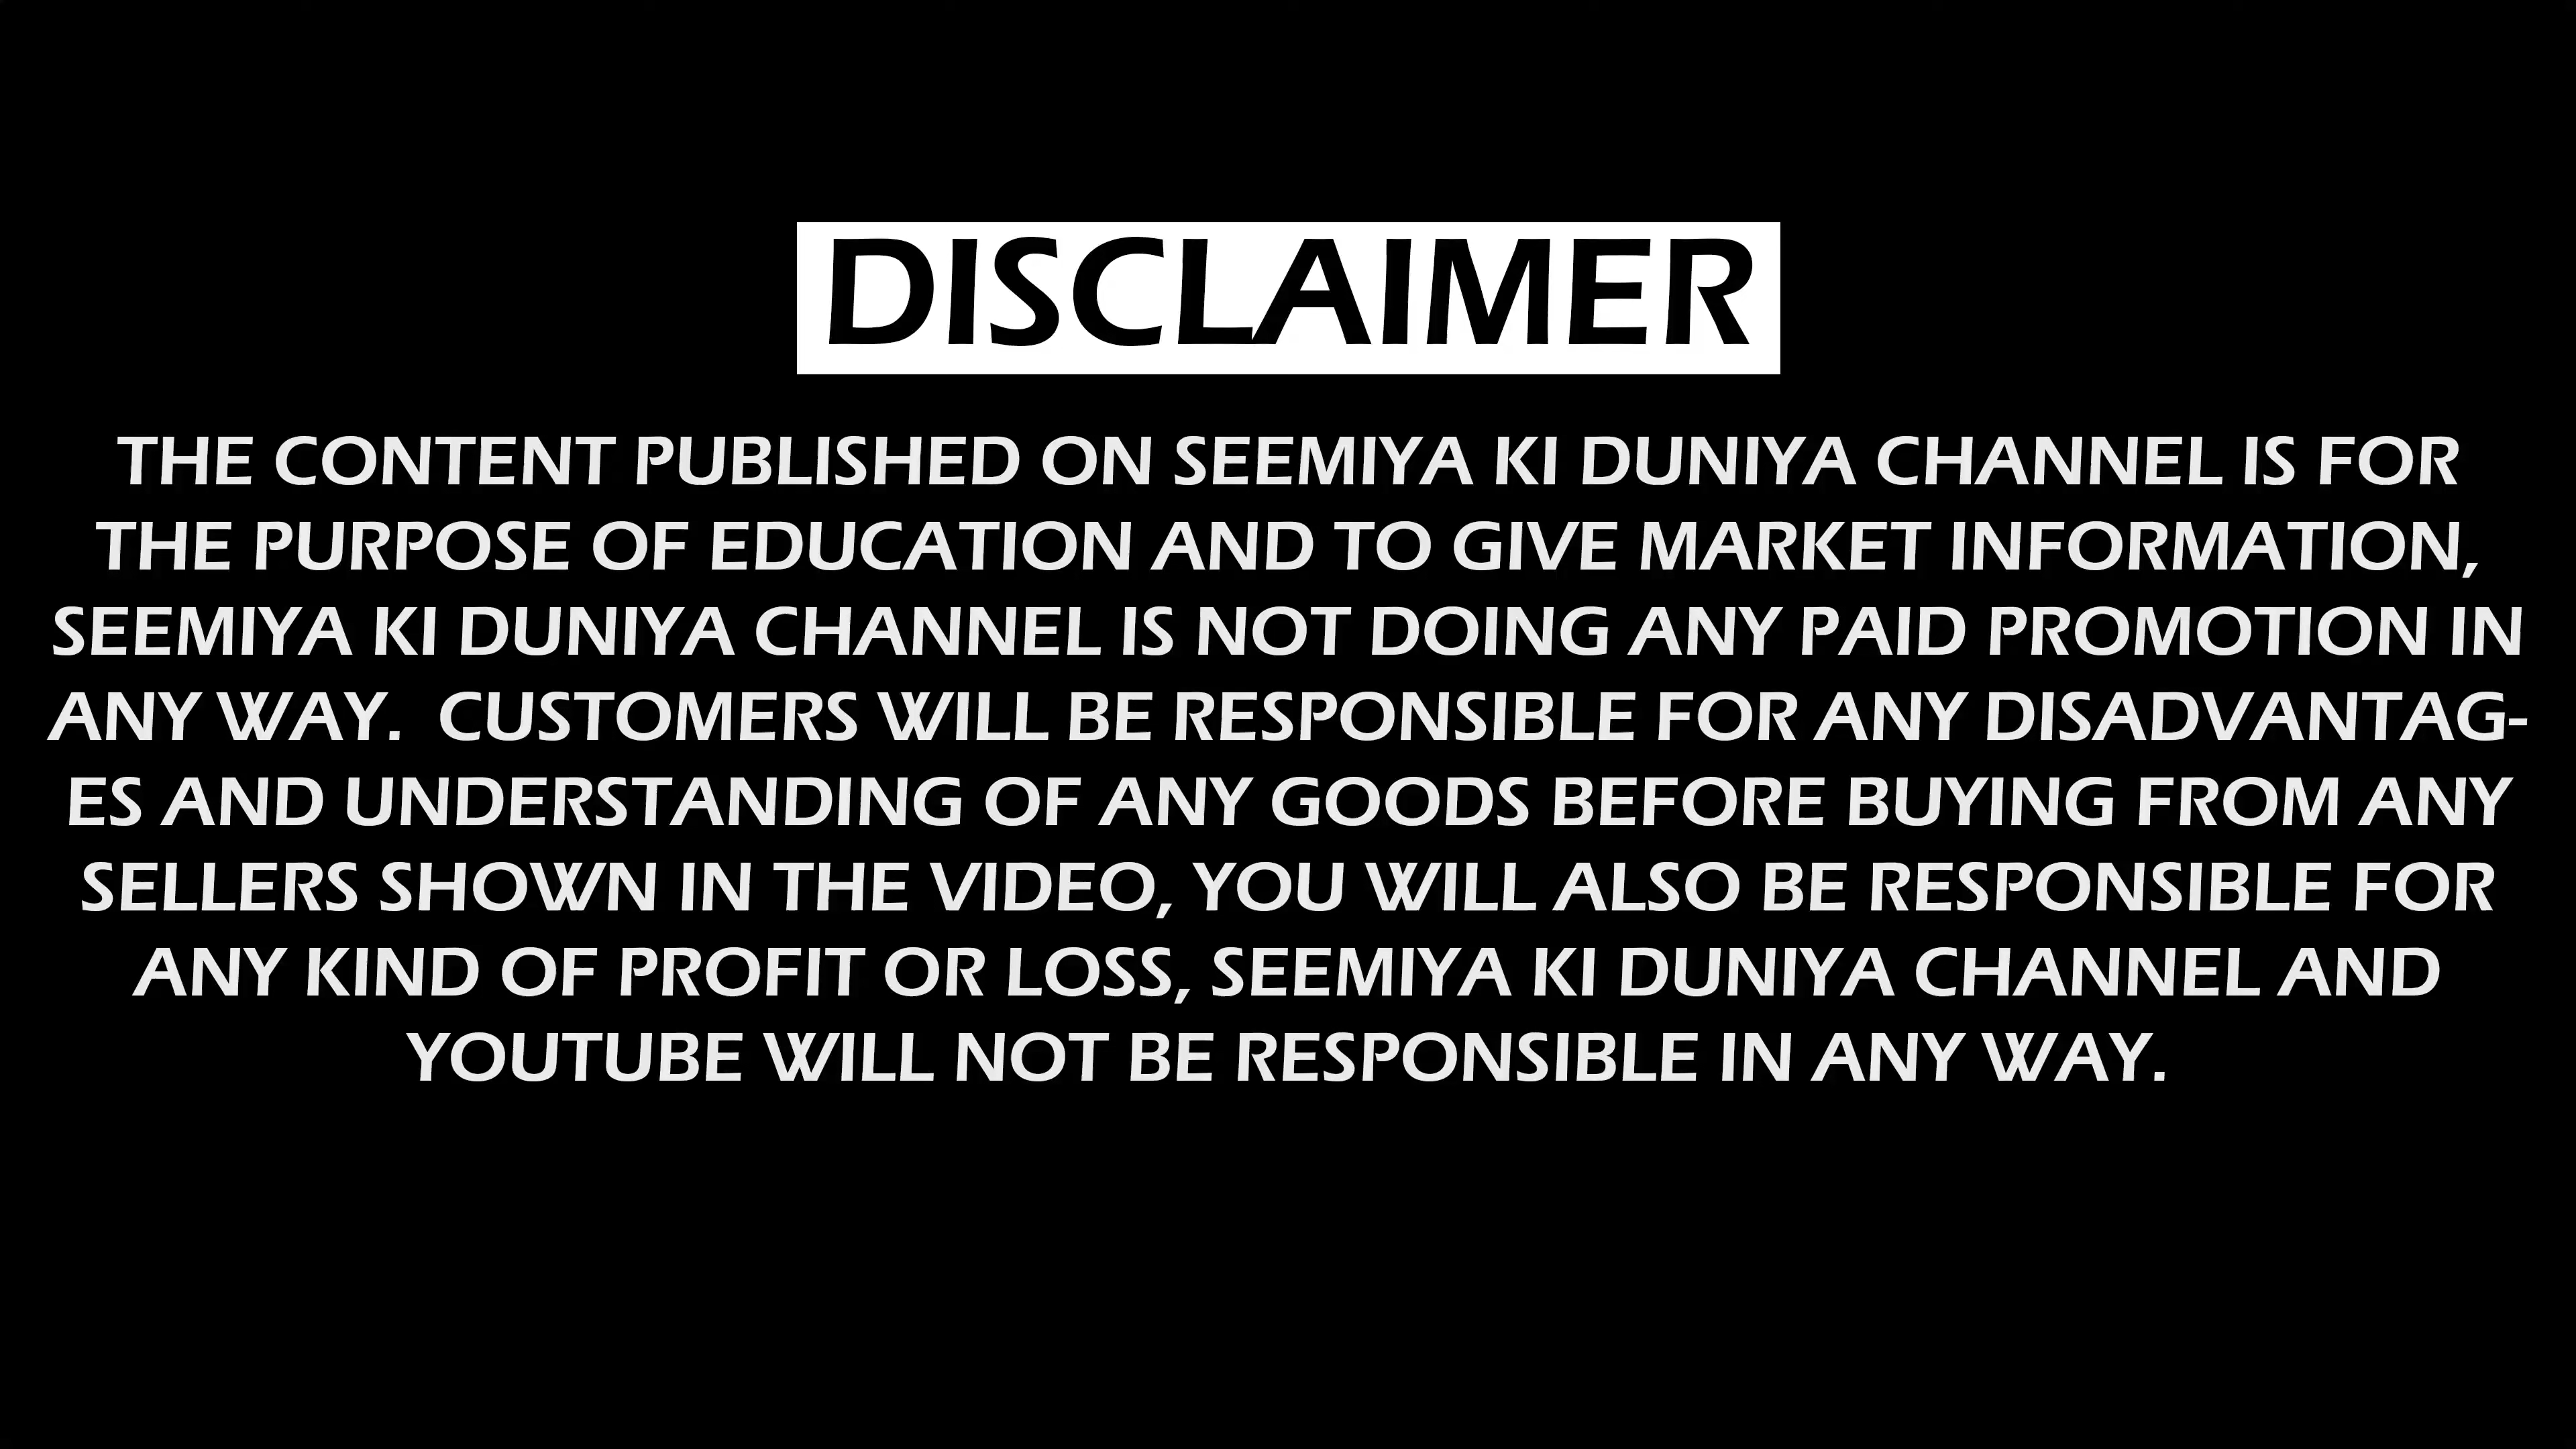 DISCLAIMER
THE CONTENT PUBLISHED ON SEEMIYA KI DUNIYA CHANNEL IS FOR
THE PURPOSE OF EDUCATION AND TO GIVE MARKET INFORMATION,
SEEMIYA KI DUNIYA CHANNEL IS NOT DOING ANY PAID PROMOTION IN
ANY WAY.  CUSTOMERS WILL BE RESPONSIBLE FOR ANY DISADVANTAG-
ES AND UNDERSTANDING OF ANY GOODS BEFORE BUYING FROM ANY
SELLERS SHOWN IN THE VIDEO, YOU WILL ALSO BE RESPONSIBLE FOR
ANY KIND OF PROFIT OR LOSS, SEEMIYA KI DUNIYA CHANNEL AND
YOUTUBE WILL NOT BE RESPONSIBLE IN ANY WAY.